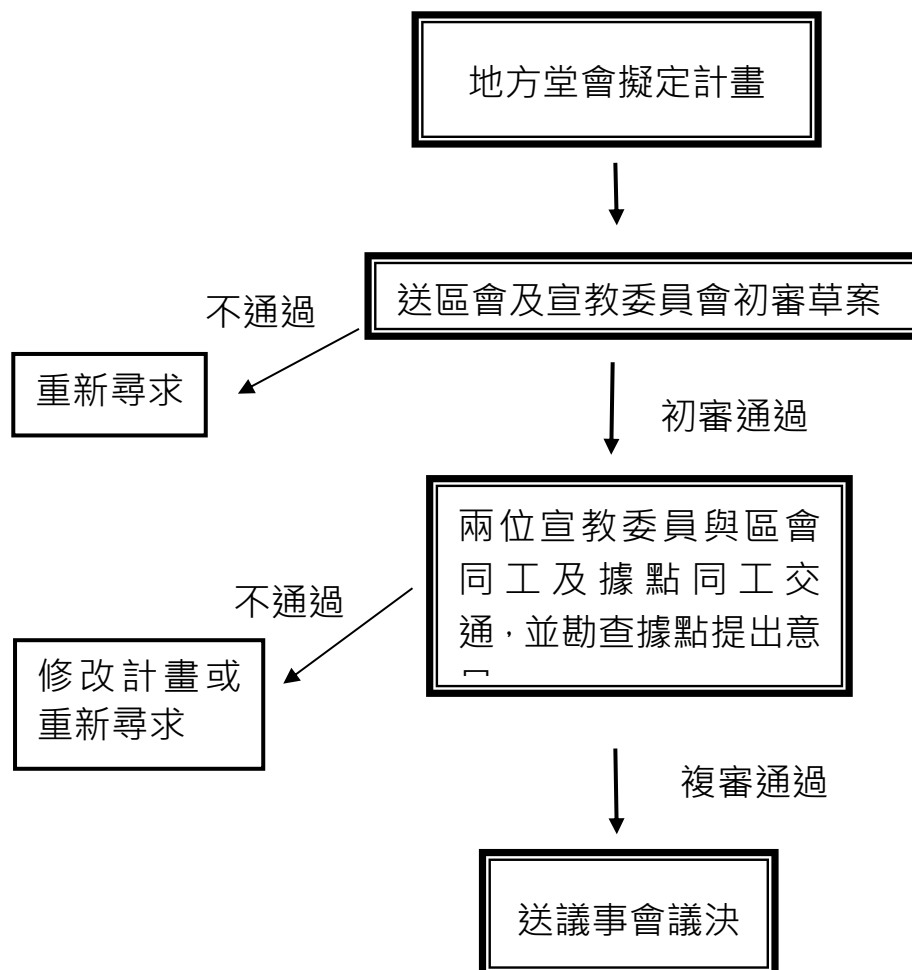 地方堂會擬定計畫
送區會及宣教委員會初審草案
不通過
重新尋求
初審通過
兩位宣教委員與區會
同工及據點同工交
通，並勘查據點提出意
不通過
修改計畫或
重新尋求
複審通過
送議事會議決